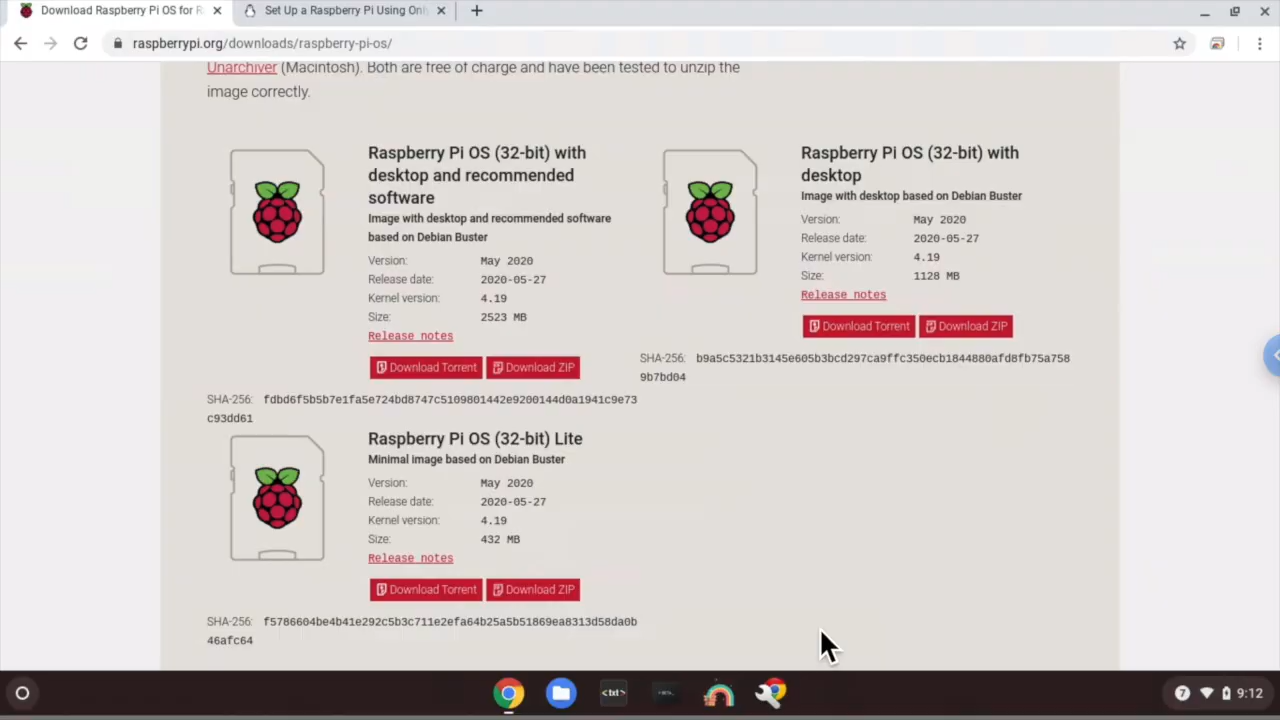 Download Raspberry Pi OS for R
Set Up a Raspberry Pi Using Onl
raspberrypi.org/downloads/raspberry-pi-os/
Unarchiver (Macintosh). Both are free of charge and have been tested to unzip the
image correctly.
Raspberry Pi OS (32-bit) with
desktop and recommended
software
Image with desktop and recommended software
based on Debian Buster
Version: May 2020
Release date: 2020-05-27
Kernel version: 4.19
Size: 2523 MB
Release notes
Download Torrent Download ZIP
SHA-256: fdbd6f5b5b7e1fa5e724bd8747c5109801442e9200144d0a1941c9e73
c93dd61
Raspberry Pi OS (32-bit) with
desktop
Image with desktop based on Debian Buster
Version: May 2020
Release date: 2020-05-27
Kernel version: 4.19
Size: 1128 MB
Release notes
Download Torrent Download ZIP
SHA-256: b9a5c5321b3145e605b3bcd297ca9ffc350ecb1844880afd8fb75a758
9b7bd04
Raspberry Pi OS (32-bit) Lite
Minimal image based on Debian Buster
Version: May 2020
Release date: 2020-05-27
Kernel version: 4.19
Size: 432 MB
Release notes
Download Torrent Download ZIP
SHA-256: f5786604be4b41e292c5b3c711e2efa64b25a5b51869ea8313d58da0b
46afc64
<txt>
7 9:12